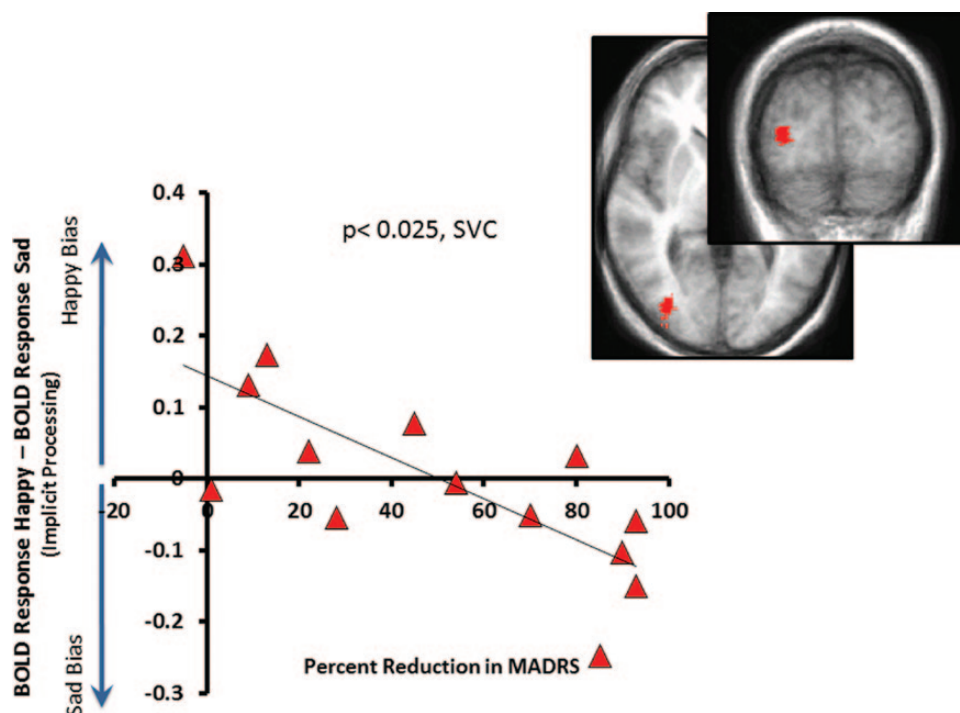 BOLD Response Happy – BOLD Response Sad
(Implicit Processing)
Happy Bias
Sad Bias
p< 0.025, SVC
0.4
0.3
0.2
0.1
0
-0.1
-0.2
-0.3
-20
0
20
40
60
80
100
Percent Reduction in MADRS